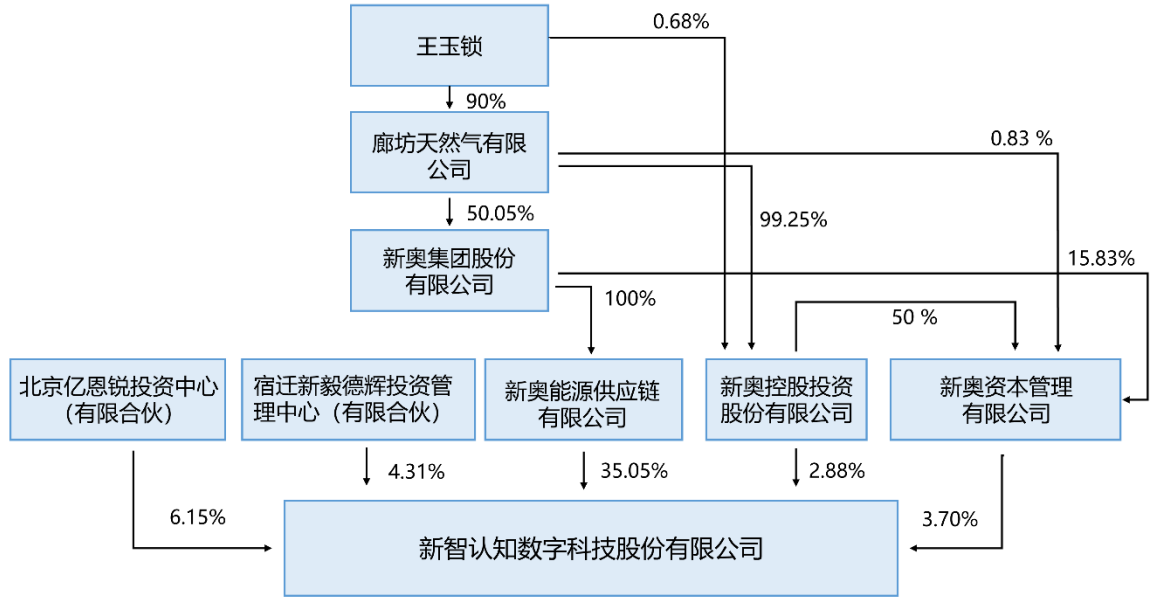 0.68%
王玉锁
90%
廊坊天然气有限
公司
0.83 %
50.05%
99.25%
新奥集团股份
有限公司
15.83%
100%
50 %
北京亿恩锐投资中心
（有限合伙）
宿迁新毅德辉投资管
理中心（有限合伙）
新奥能源供应链
有限公司
新奥控股投资
股份有限公司
新奥资本管理
有限公司
4.31%
35.05%
2.88%
6.15%
3.70%
新智认知数字科技股份有限公司